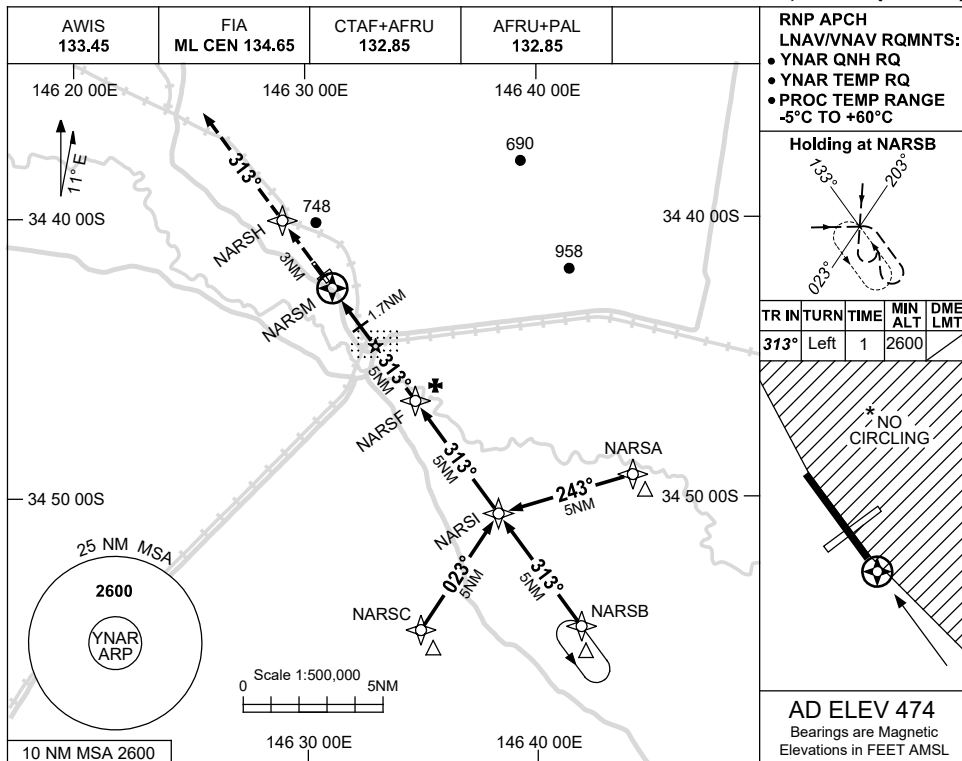 AWIS
133.45
FIA
ML CEN 134.65
CTAF+AFRU
132.85
AFRU+PAL
132.85
RNP APCH
LNAV/VNAV RQMNTS:
• YNAR QNH RQ
• YNAR TEMP RQ
• PROC TEMP RANGE
-5°C TO +60°C
146 20 00E
146 30 00E
146 40 00E
11° E
313°
690
748
34 40 00S
34 40 00S
NARSH
958
3NM
NARSM
1.7NM
313°
5NM
NARSF
313°
5NM
NARSA
34 50 00S
34 50 00S
243°
5NM
NARSI
023°
5NM
313°
5NM
NARSC
NARSB
25 NM MSA
2600
YNAR
ARP
Scale 1:500,000
0
5NM
10 NM MSA 2600
146 30 00E
146 40 00E
Holding at NARSB
133°
203°
023°
TR IN TURN TIME MIN ALT DME LMT
313° Left 1 2600
*NO
CIRCLING
AD ELEV 474
Bearings are Magnetic
Elevations in FEET AMSL